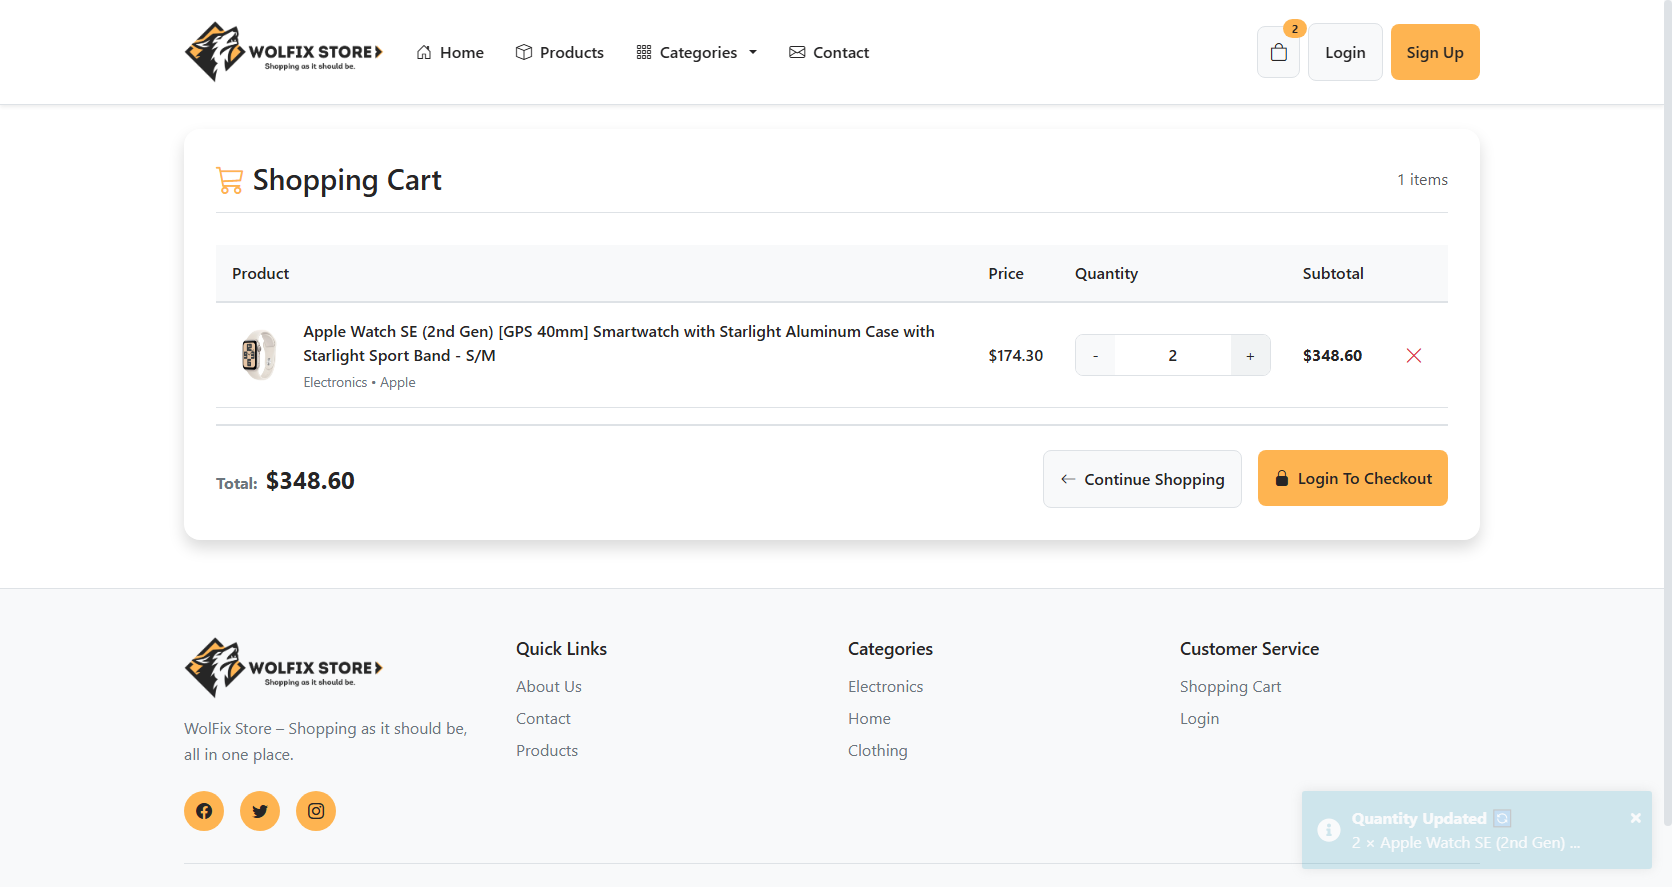 WOLFIX STORE
Shopping as it should be.
Home
Products
Categories
Contact
2
Login
Sign Up
Shopping Cart
1 items
Product
Price
Quantity
Subtotal
Apple Watch SE (2nd Gen) [GPS 40mm] Smartwatch with Starlight Aluminum Case with
Starlight Sport Band - S/M
Electronics • Apple
$174.30
-
2
+
$348.60
Total: $348.60
Continue Shopping
Login To Checkout
WOLFIX STORE
Shopping as it should be.
WolFix Store – Shopping as it should be,
all in one place.
Quick Links
About Us
Contact
Products
Categories
Electronics
Home
Clothing
Customer Service
Shopping Cart
Login
Quantity Updated
2 × Apple Watch SE (2nd Gen) ...
×